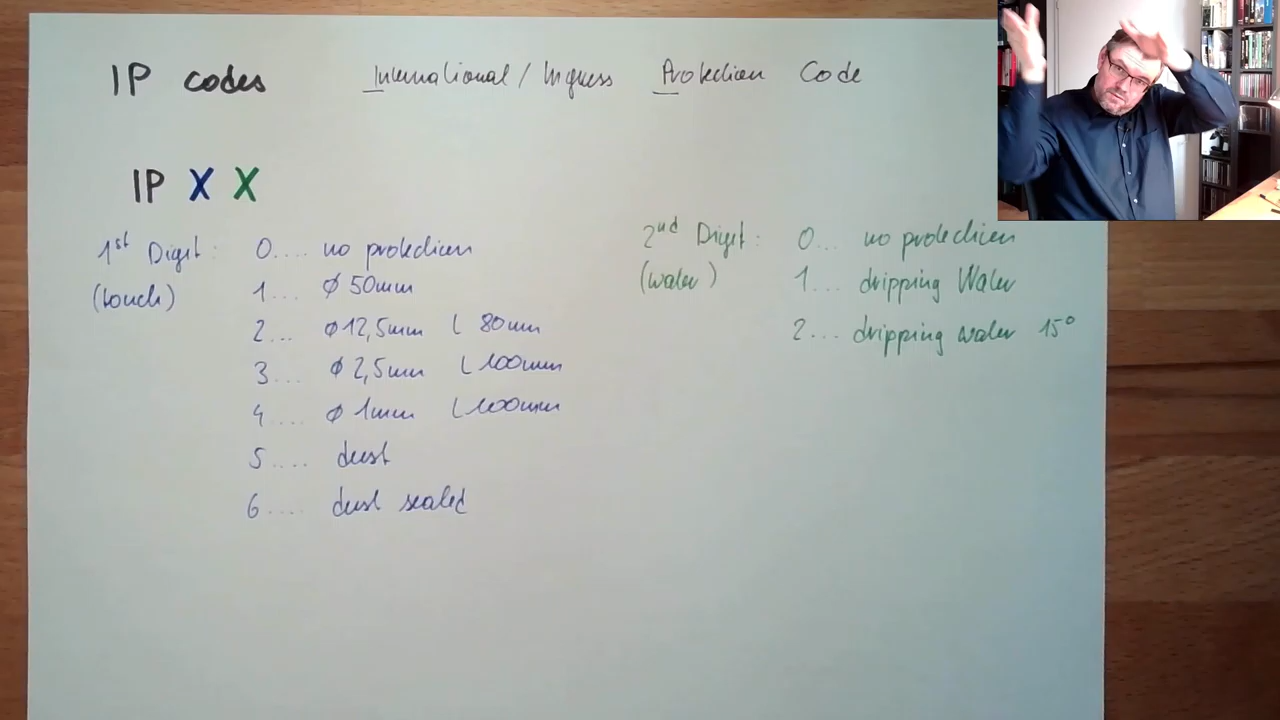 IP codes International / Ingress Protection Code
IP X X
1st Digit: 0.... no protection
(touch) 1... ϕ 50mm
2... ϕ 12,5mm L 80mm
3... ϕ 2,5mm L 100mm
4.... ϕ 1mm L 100mm
5.... dust
6.... dust sealed
2nd Digit: 0... no protection
(water) 1... dripping Water
2... dripping water 15°